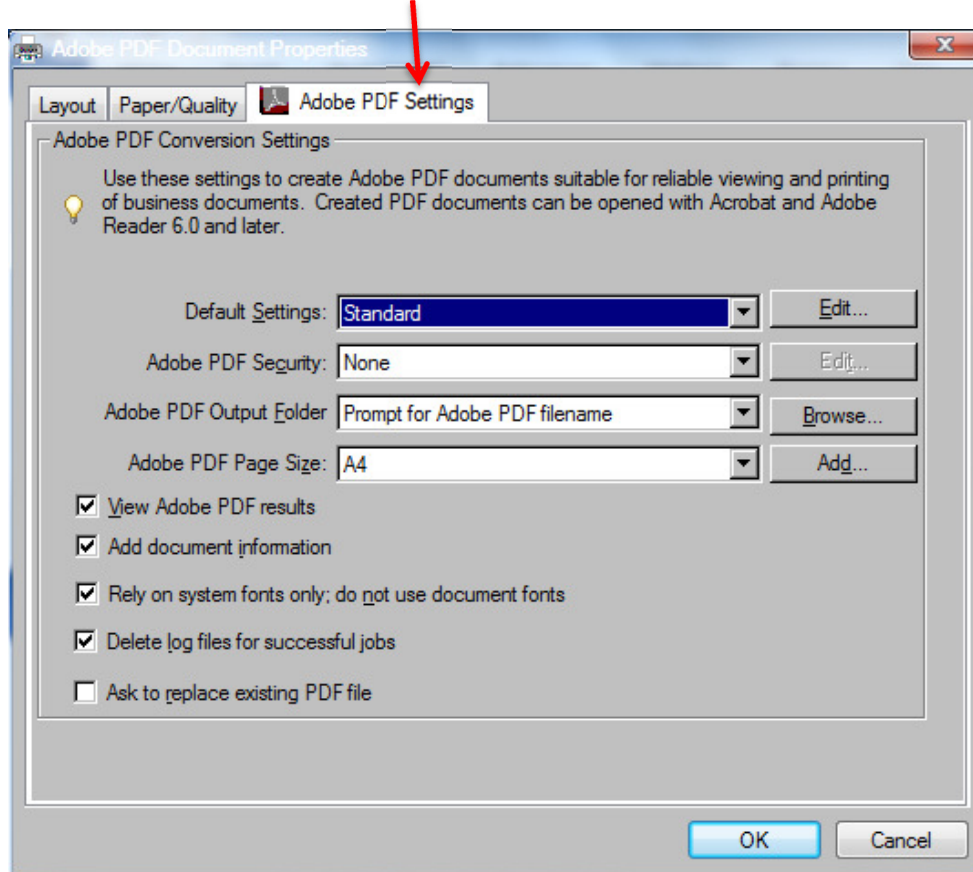 Adobe PDF Document Properties
Layout
Paper/Quality
Adobe PDF Settings
Adobe PDF Conversion Settings
Use these settings to create Adobe PDF documents suitable for reliable viewing and printing
of business documents. Created PDF documents can be opened with Acrobat and Adobe
Reader 6.0 and later.
Default Settings: Standard Edit...
Adobe PDF Security: None Edit...
Adobe PDF Output Folder Prompt for Adobe PDF filename Browse...
Adobe PDF Page Size: A4 Add...
View Adobe PDF results
Add document information
Rely on system fonts only; do not use document fonts
Delete log files for successful jobs
Ask to replace existing PDF file
OK Cancel